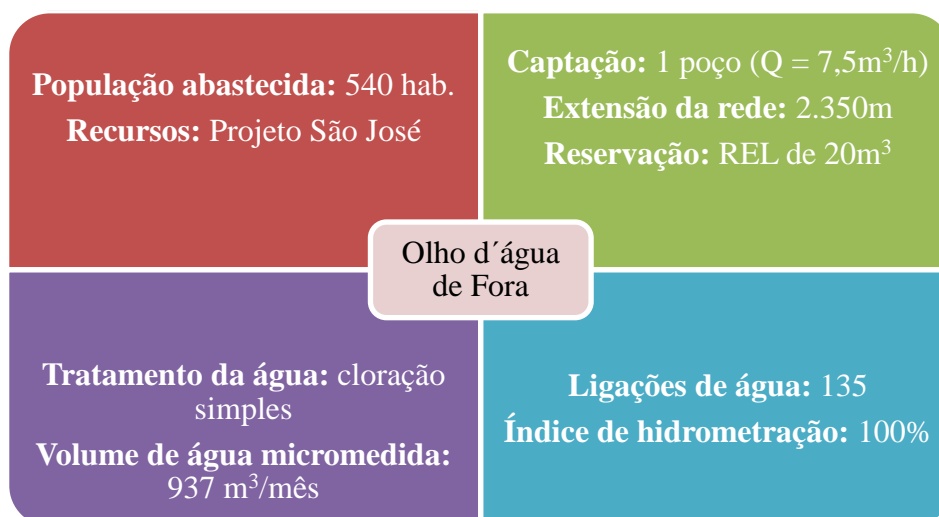 População abastecida: 540 hab.
Recursos: Projeto São José
Captação: 1 poço (Q = 7,5m³/h)
Extensão da rede: 2.350m
Reservação: REL de 20m³
Olho d´água
de Fora
Tratamento da água: cloração
simples
Volume de água micromedida:
937 m³/mês
Ligações de água: 135
Índice de hidrometração: 100%